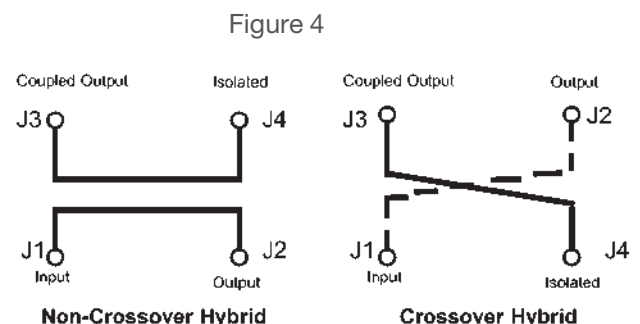 Figure 4
Coupled Output
Isolated
J3
J4
J1
J2
Input
Output
Non-Crossover Hybrid
Coupled Output
Output
J3
J2
J1
J4
Input
Isolated
Crossover Hybrid